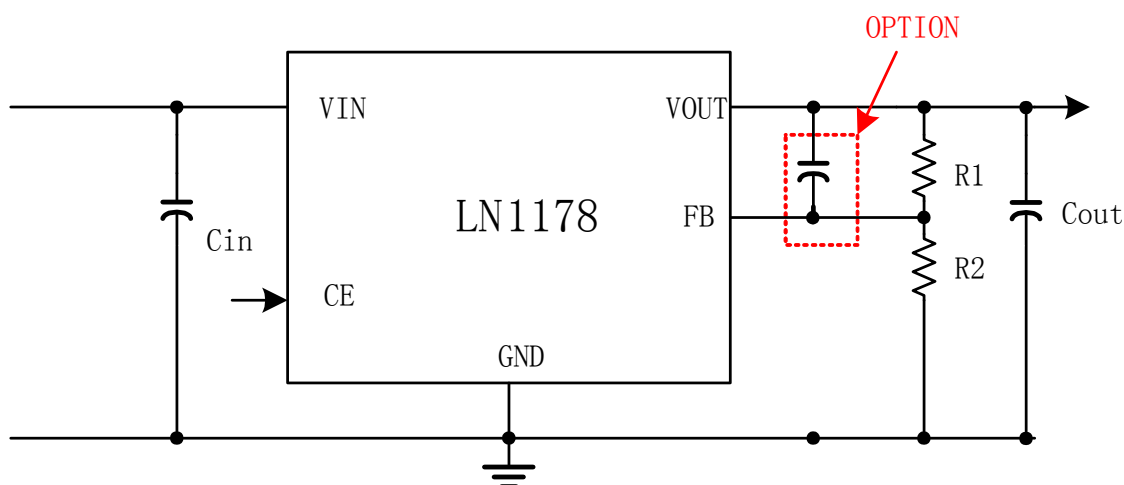 OPTION
VIN
VOUT
R1
LN1178
FB
Cout
Cin
R2
CE
GND